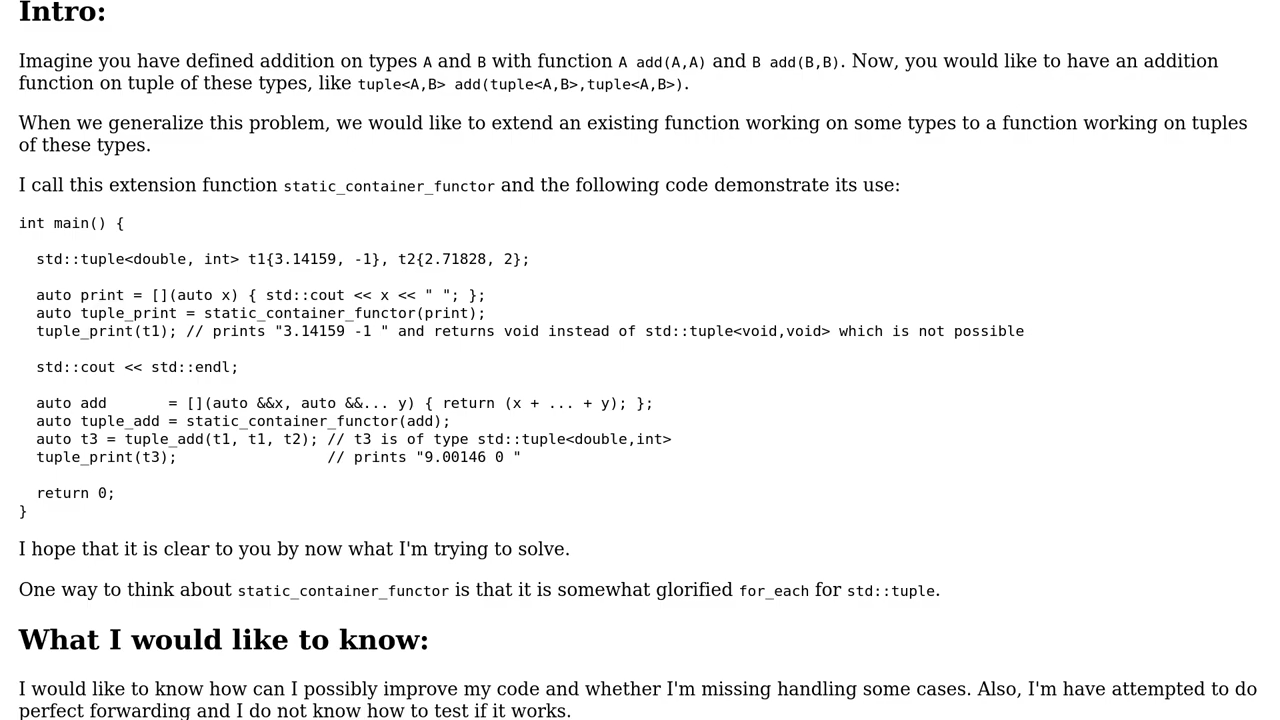 Intro:
Imagine you have defined addition on types A and B with function A add(A,A) and B add(B,B). Now, you would like to have an addition
function on tuple of these types, like tuple<A,B> add(tuple<A,B>,tuple<A,B>).
When we generalize this problem, we would like to extend an existing function working on some types to a function working on tuples
of these types.
I call this extension function static_container_functor and the following code demonstrate its use:
int main() {
  std::tuple<double, int> t1{3.14159, -1}, t2{2.71828, 2};
  auto print = [](auto x) { std::cout << x << " "; };
  auto tuple_print = static_container_functor(print);
  tuple_print(t1); // prints "3.14159 -1 " and returns void instead of std::tuple<void,void> which is not possible
  std::cout << std::endl;
  auto add       = [](auto &&x, auto &&... y) { return (x + ... + y); };
  auto tuple_add = static_container_functor(add);
  auto t3 = tuple_add(t1, t1, t2); // t3 is of type std::tuple<double,int>
  tuple_print(t3);                 // prints "9.00146 0 "
  return 0;
}
I hope that it is clear to you by now what I'm trying to solve.
One way to think about static_container_functor is that it is somewhat glorified for_each for std::tuple.
What I would like to know:
I would like to know how can I possibly improve my code and whether I'm missing handling some cases. Also, I'm have attempted to do
perfect forwarding and I do not know how to test if it works.